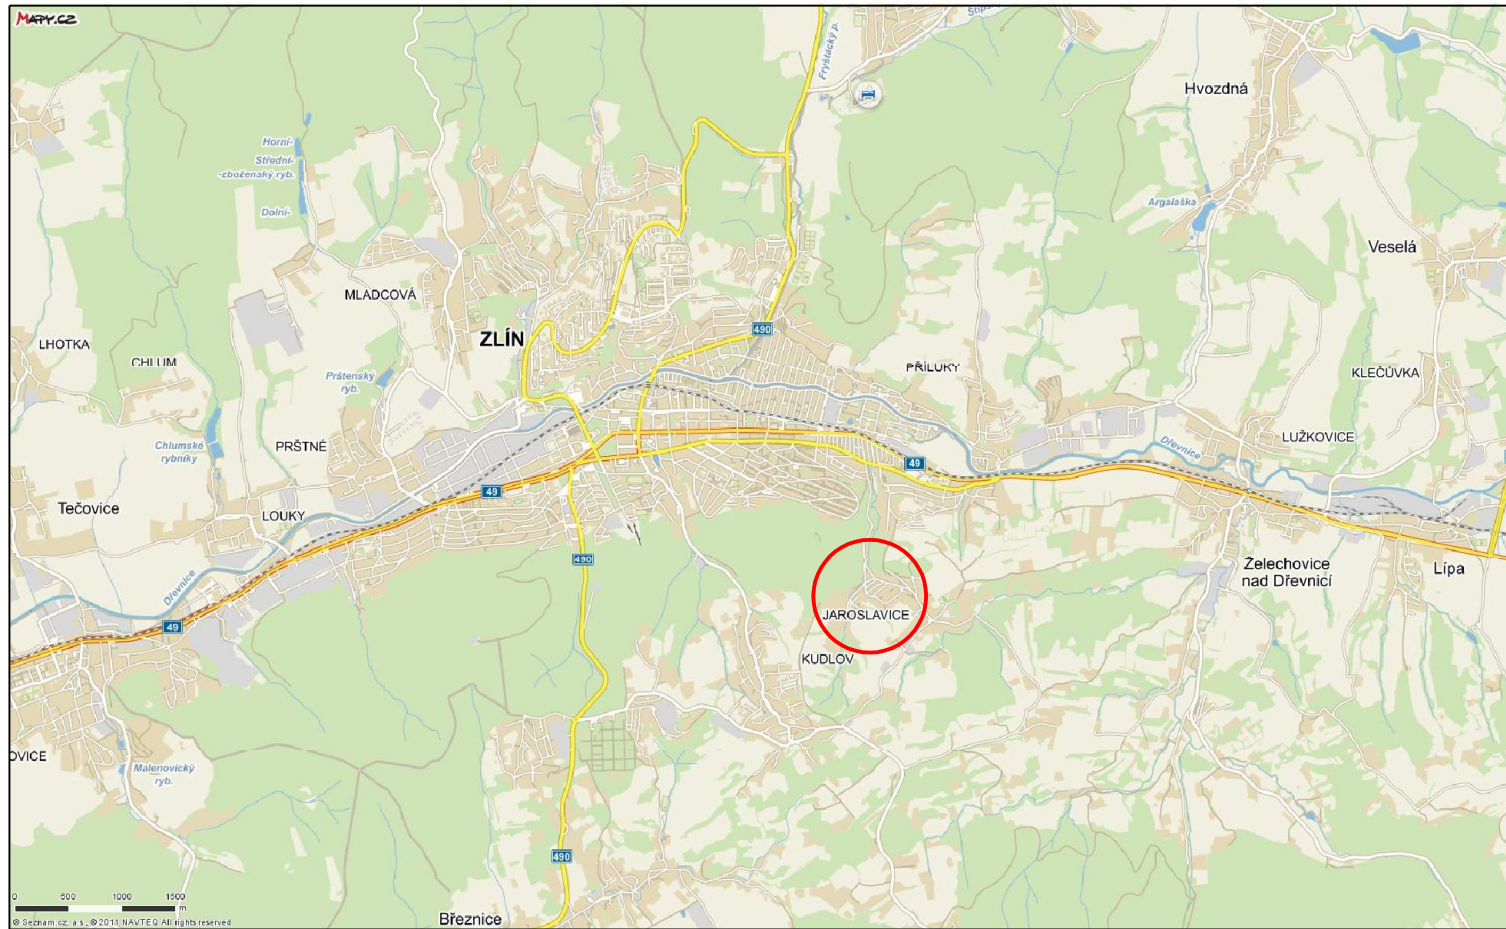 MAPY.CZ
Fryštácký p.
Hvozdná
Horní-
Střední-
-zboženský ryb.
Dolní-
Argalaška
Veselá
MLADCOVÁ
ZLÍN
490
LHOTKA
CHLUM
Prštenský
ryb.
PŘÍLUKY
KLEČŮVKA
PRŠTNÉ
Chlumské
rybníky
Dřevnice
LUŽKOVICE
49
49
Tečovice
LOUKY
490
Dřevnice
Želechovice
nad Dřevnicí
Lípa
JAROSLAVICE
49
KUDLOV
OVICE
Malenovický
ryb.
490
0 500 1000 1500
m
© Seznam.cz, a.s., © 2011 NAVTEQ All rights reserved
Březnice